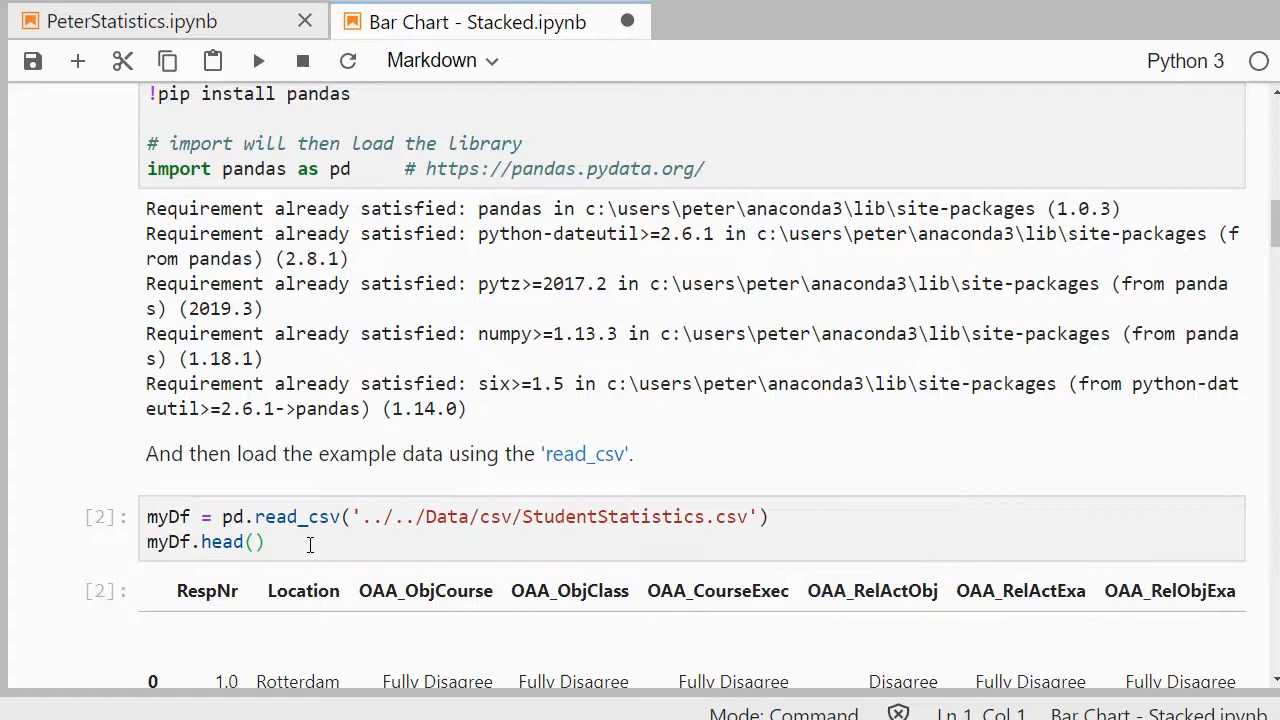 PeterStatistics.ipynb
Bar Chart - Stacked.ipynb
Markdown
Python 3
!pip install pandas
# import will then load the library
import pandas as pd     # https://pandas.pydata.org/
Requirement already satisfied: pandas in c:\users\peter\anaconda3\lib\site-packages (1.0.3)
Requirement already satisfied: python-dateutil>=2.6.1 in c:\users\peter\anaconda3\lib\site-packages (f
rom pandas) (2.8.1)
Requirement already satisfied: pytz>=2017.2 in c:\users\peter\anaconda3\lib\site-packages (from panda
s) (2019.3)
Requirement already satisfied: numpy>=1.13.3 in c:\users\peter\anaconda3\lib\site-packages (from panda
s) (1.18.1)
Requirement already satisfied: six>=1.5 in c:\users\peter\anaconda3\lib\site-packages (from python-dat
eutil>=2.6.1->pandas) (1.14.0)
And then load the example data using the 'read_csv'.
[2]: myDf = pd.read_csv('../../Data/csv/StudentStatistics.csv')
myDf.head()
[2]: RespNr Location OAA_ObjCourse OAA_ObjClass OAA_CourseExec OAA_RelActObj OAA_RelActExa OAA_RelObjExa
0 1.0 Rotterdam Fully Disagree Fully Disagree Fully Disagree Disagree Fully Disagree Fully Disagree
Mode: Command Ln 1, Col 1 Bar Chart - Stacked.ipynb